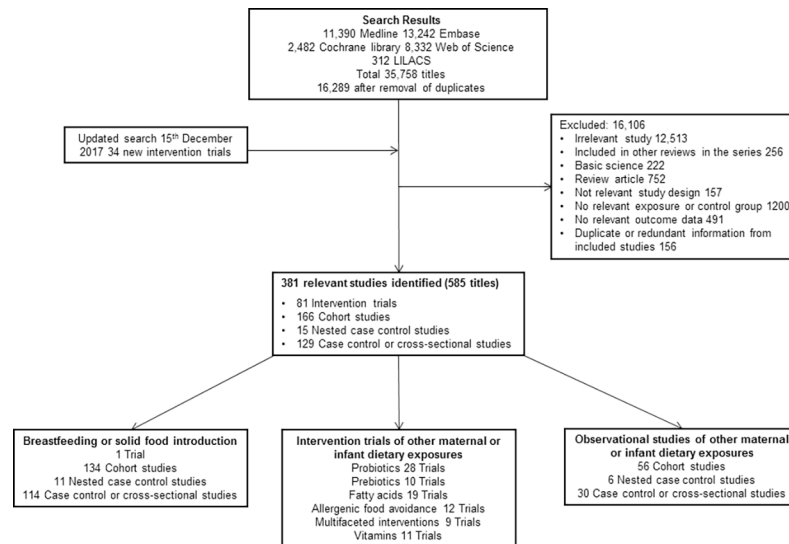 Search Results
11,390 Medline 13,242 Embase
2,482 Cochrane library 8,332 Web of Science
312 LILACS
Total 35,758 titles
16,289 after removal of duplicates
Updated search 15th December
2017 34 new intervention trials
Excluded: 16,106
• Irrelevant study 12,513
• Included in other reviews in the series 256
• Basic science 222
• Review article 752
• Not relevant study design 157
• No relevant exposure or control group 1200
• No relevant outcome data 491
• Duplicate or redundant information from
included studies 156
381 relevant studies identified (585 titles)
• 81 Intervention trials
• 166 Cohort studies
• 15 Nested case control studies
• 129 Case control or cross-sectional studies
Breastfeeding or solid food introduction
1 Trial
134 Cohort studies
11 Nested case control studies
114 Case control or cross-sectional studies
Intervention trials of other maternal or
infant dietary exposures
Probiotics 28 Trials
Prebiotics 10 Trials
Fatty acids 19 Trials
Allergenic food avoidance 12 Trials
Multifaceted interventions 9 Trials
Vitamins 11 Trials
Observational studies of other maternal
or infant dietary exposures
56 Cohort studies
6 Nested case control studies
30 Case control or cross-sectional studies